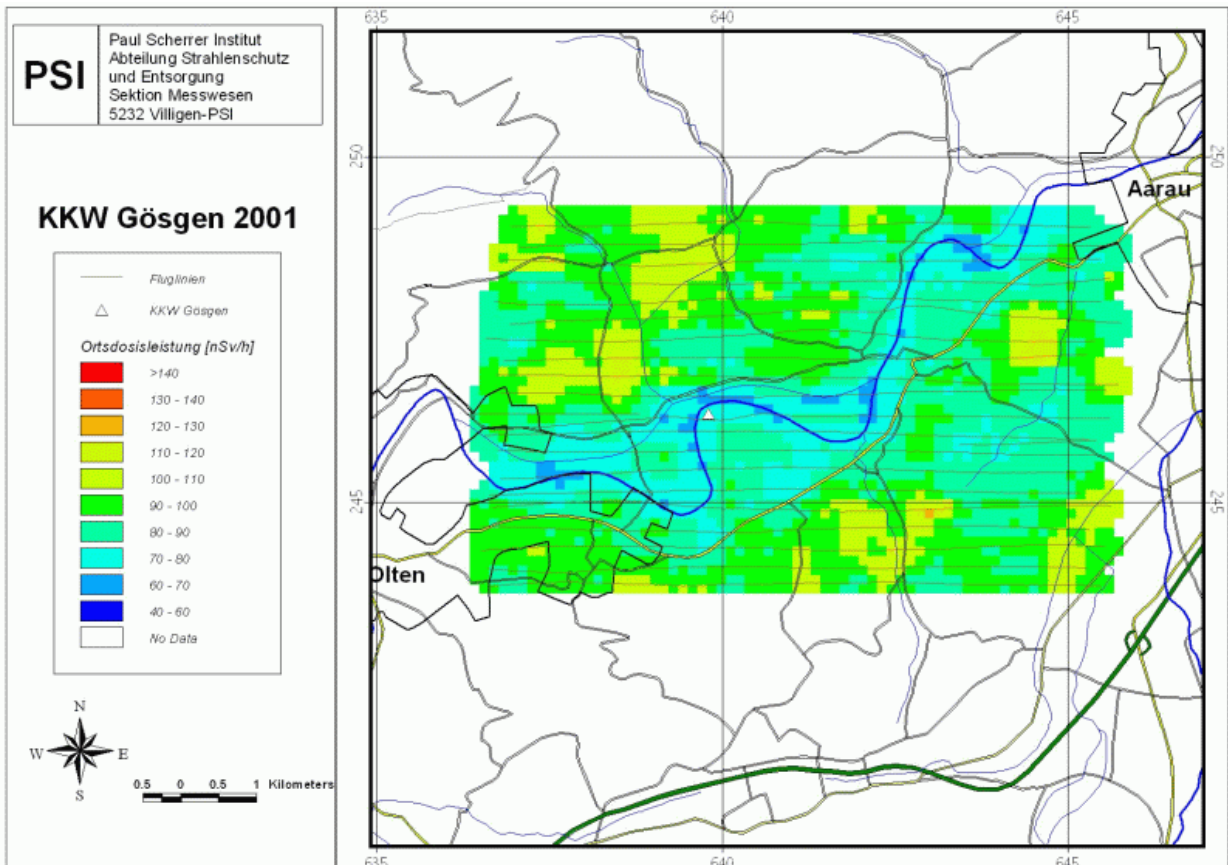 PSI
Paul Scherrer Institut
Abteilung Strahlenschutz
und Entsorgung
Sektion Messwesen
5232 Villigen-PSI
KKW Gösgen 2001
Fluglinien
KKW Gösgen
Ortsdosisleistung [nSv/h]
>140
130 - 140
120 - 130
110 - 120
100 - 110
90 - 100
80 - 90
70 - 80
60 - 70
40 - 60
No Data
N
W
E
S
0.5 0 0.5 1 Kilometers
635 640 645
250 250
Aarau
245 245
Olten
635 640 645